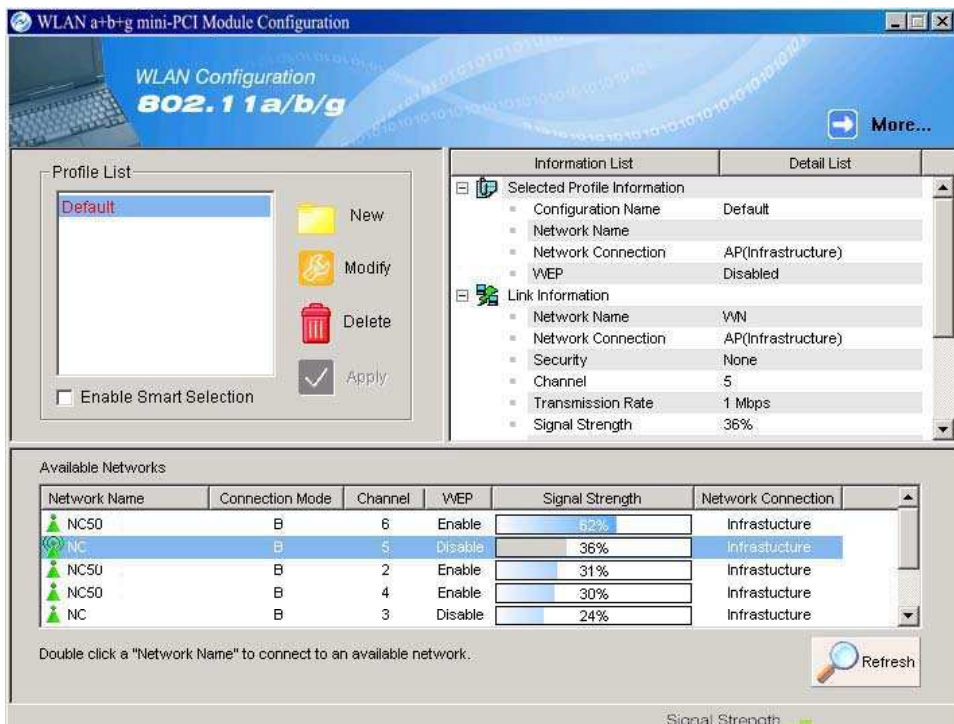 WLAN a+b+g mini-PCI Module Configuration
WLAN Configuration
802.11a/b/g
More...
Profile List
Default
New
Modify
Delete
Apply
Enable Smart Selection
Information List Detail List
Selected Profile Information
Configuration Name Default
Network Name
Network Connection AP(Infrastructure)
WEP Disabled
Link Information
Network Name WN
Network Connection AP(Infrastructure)
Security None
Channel 5
Transmission Rate 1 Mbps
Signal Strength 36%
Available Networks
Network Name Connection Mode Channel WEP Signal Strength Network Connection
NC50 B 6 Enable 62% Infrastucture
NC B 5 Disable 36% Infrastucture
NC50 B 2 Enable 31% Infrastucture
NC50 B 4 Enable 30% Infrastucture
NC B 3 Disable 24% Infrastucture
Double click a "Network Name" to connect to an available network.
Refresh
Signal Strength